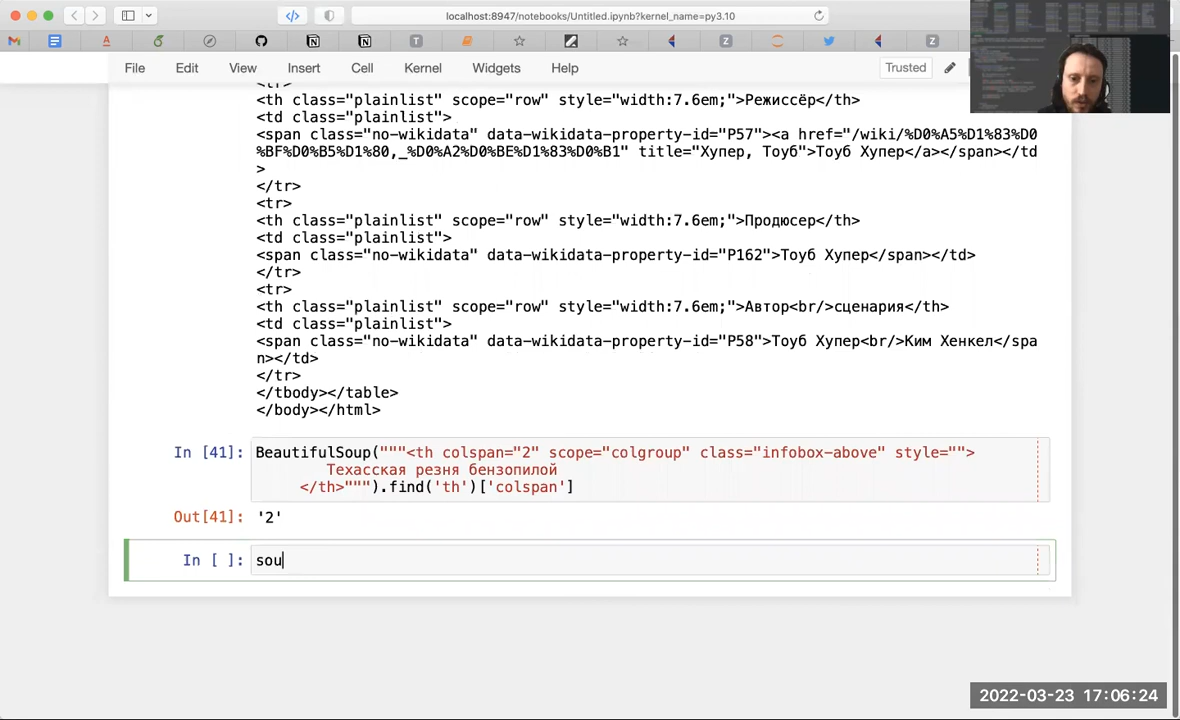 localhost:8947/notebooks/Untitled.ipynb?kernel_name=py3.10
File Edit View Insert Cell Kernel Widgets Help Trusted
<tr>
<th class="plainlist" scope="row" style="width:7.6em;">Режиссёр</th>
<td class="plainlist">
<span class="no-wikidata" data-wikidata-property-id="P57"><a href="/wiki/%D0%A5%D1%83%D0
%BF%D0%B5%D1%80,_%D0%A2%D0%BE%D1%83%D0%B1" title="Хупер, Тоуб">Тоуб Хупер</a></span></td
>
</tr>
<tr>
<th class="plainlist" scope="row" style="width:7.6em;">Продюсер</th>
<td class="plainlist">
<span class="no-wikidata" data-wikidata-property-id="P162">Тоуб Хупер</span></td>
</tr>
<tr>
<th class="plainlist" scope="row" style="width:7.6em;">Автор<br/>сценария</th>
<td class="plainlist">
<span class="no-wikidata" data-wikidata-property-id="P58">Тоуб Хупер<br/>Ким Хенкел</spa
n></td>
</tr>
</tbody></table>
</body></html>
In [41]: BeautifulSoup("""<th colspan="2" scope="colgroup" class="infobox-above" style="">
Техасская резня бензопилой
</th>""").find('th')['colspan']
Out[41]: '2'
In [ ]: sou
2022-03-23 17:06:24